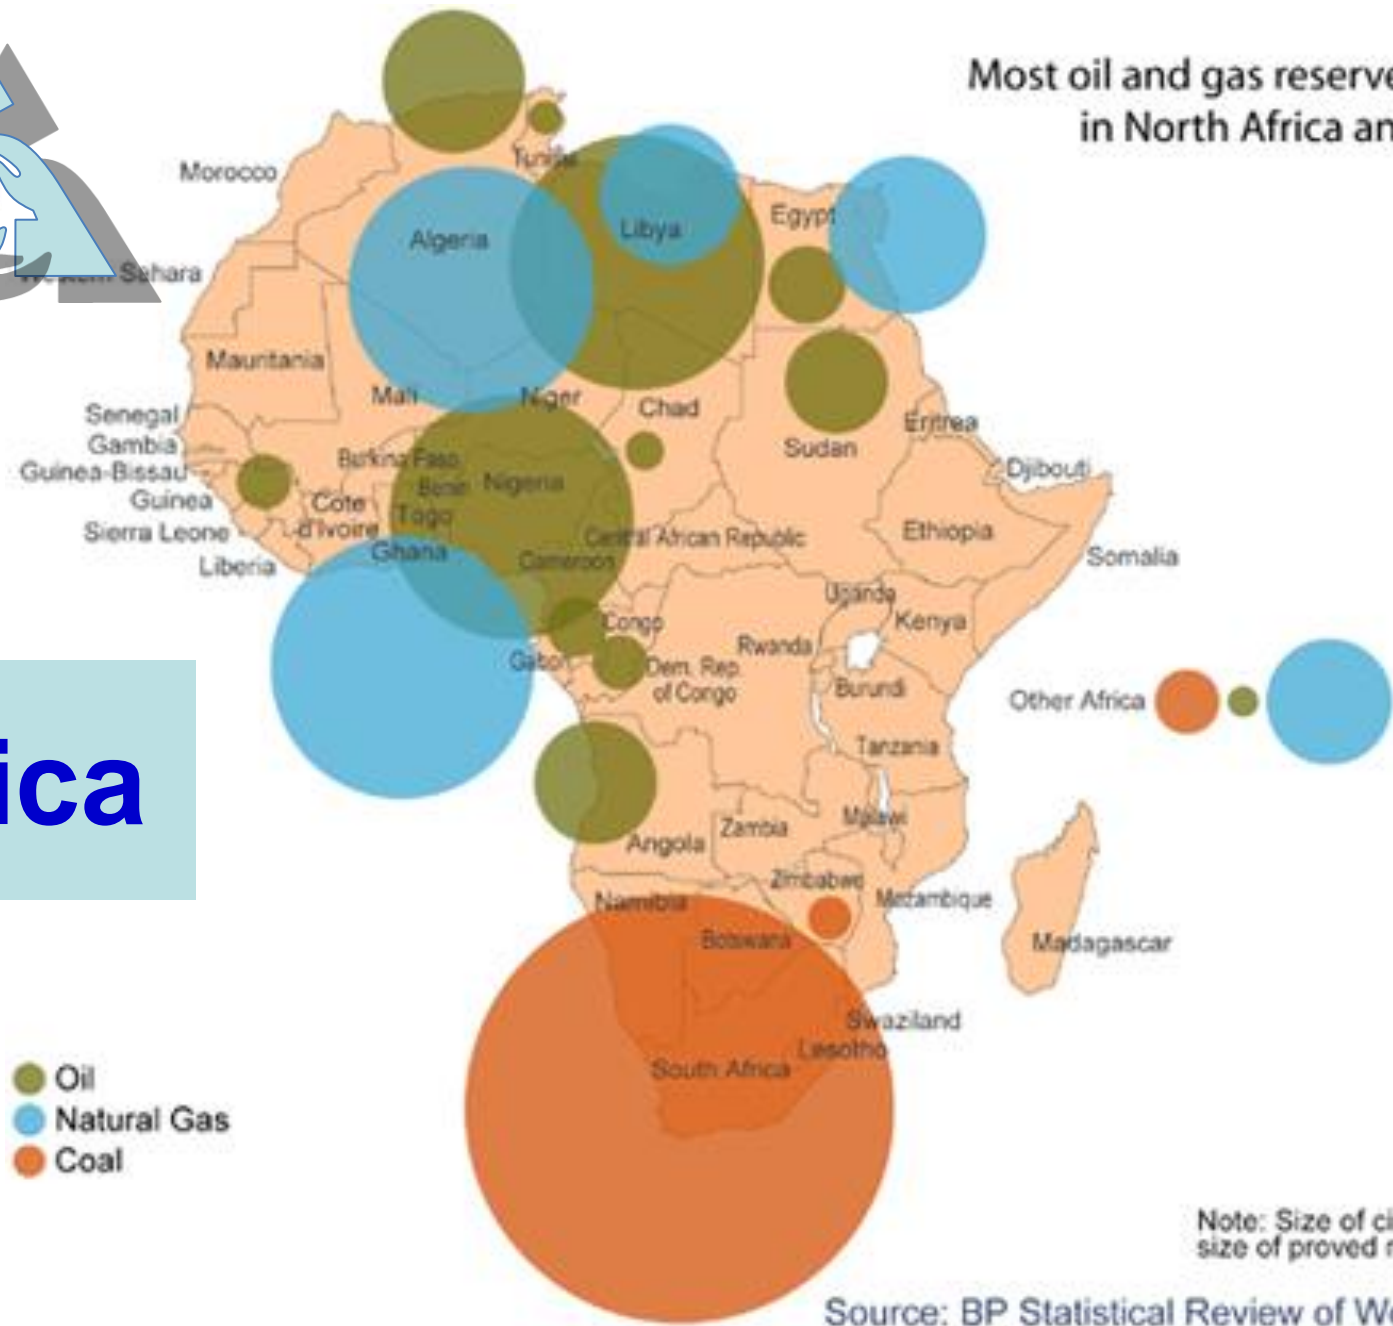 Most oil and gas reserve
in North Africa an
Morocco
Tunisia
Algeria
Libya
Egypt
Western Sahara
Mauritania
Mali
Niger
Chad
Sudan
Eritrea
Djibouti
Senegal
Gambia
Guinea-Bissau
Guinea
Sierra Leone
Liberia
Burkina Faso
Benin
Nigeria
Cote
d'Ivoire
Togo
Ghana
Central African Republic
Cameroon
Ethiopia
Somalia
Uganda
Kenya
Congo
Rwanda
Gabon
Dem. Rep.
of Congo
Burundi
Other Africa
Tanzania
ica
Angola
Zambia
Malawi
Zimbabwe
Mozambique
Namibia
Botswana
Madagascar
Swaziland
Lesotho
South Africa
Oil
Natural Gas
Coal
Note: Size of ci
size of proved r
Source: BP Statistical Review of Wo